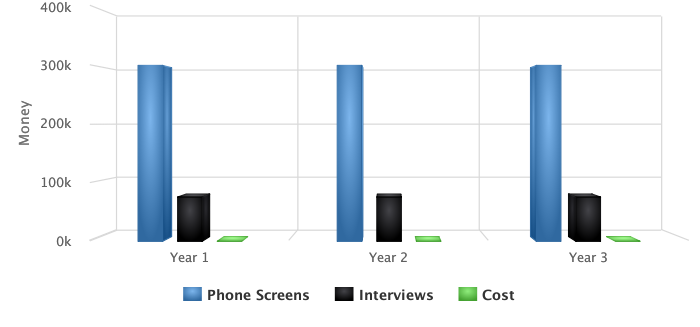 400k
300k
200k
100k
0k
Money
Year 1 Year 2 Year 3
Phone Screens Interviews Cost